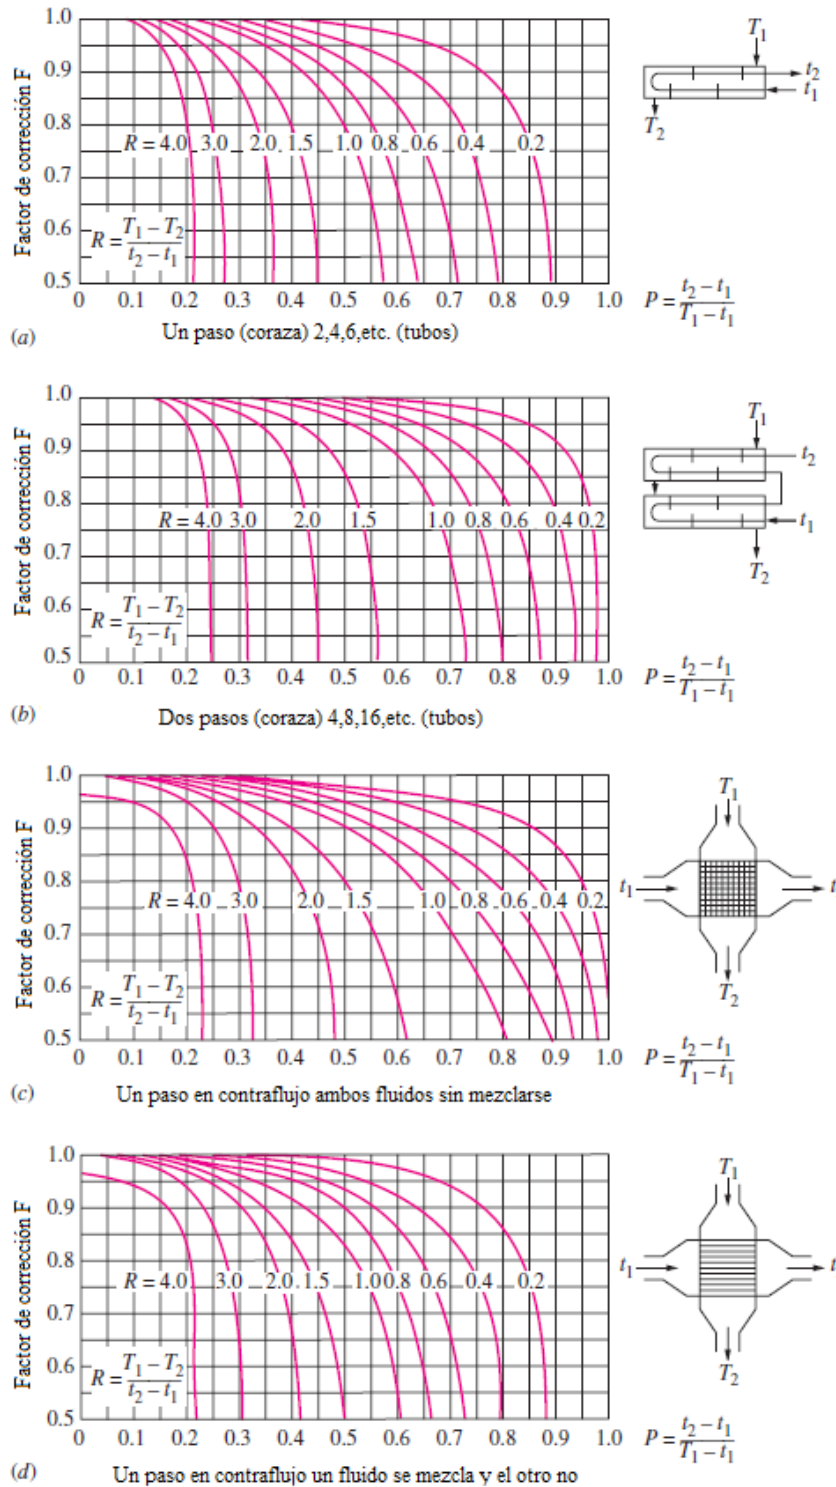 Factor de corrección F
1.0
0.9
0.8
0.7
0.6
0.5
R = 4.0 3.0 2.0 1.5 1.0 0.8 0.6 0.4 0.2
R = T1 – T2 / t2 – t1
0 0.1 0.2 0.3 0.4 0.5 0.6 0.7 0.8 0.9 1.0
T1
t2
t1
T2
P = t2 – t1 / T1 – t1
(a)
Un paso (coraza) 2,4,6,etc. (tubos)
Factor de corrección F
1.0
0.9
0.8
0.7
0.6
0.5
R = 4.0 3.0 2.0 1.5 1.0 0.8 0.6 0.4 0.2
R = T1 – T2 / t2 – t1
0 0.1 0.2 0.3 0.4 0.5 0.6 0.7 0.8 0.9 1.0
T1
t2
t1
T2
P = t2 – t1 / T1 – t1
(b)
Dos pasos (coraza) 4,8,16,etc. (tubos)
Factor de corrección F
1.0
0.9
0.8
0.7
0.6
0.5
R = 4.0 3.0 2.0 1.5 1.0 0.8 0.6 0.4 0.2
R = T1 – T2 / t2 – t1
0 0.1 0.2 0.3 0.4 0.5 0.6 0.7 0.8 0.9 1.0
T1
t1
t
T2
P = t2 – t1 / T1 – t1
(c)
Un paso en contraflujo ambos fluidos sin mezclarse
Factor de corrección F
1.0
0.9
0.8
0.7
0.6
0.5
R = 4.0 3.0 2.0 1.5 1.0 0.8 0.6 0.4 0.2
R = T1 – T2 / t2 – t1
0 0.1 0.2 0.3 0.4 0.5 0.6 0.7 0.8 0.9 1.0
T1
t1
t
T2
P = t2 – t1 / T1 – t1
(d)
Un paso en contraflujo un fluido se mezcla y el otro no